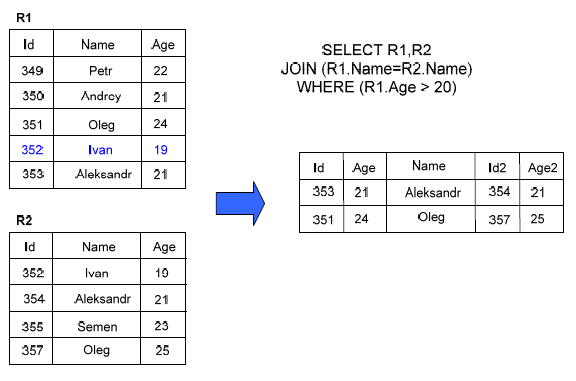 R1
Id Name Age
349 Petr 22
350 Andrey 21
351 Oleg 24
352 Ivan 19
353 Aleksandr 21
R2
Id Name Age
352 Ivan 19
354 Aleksandr 21
355 Semen 23
357 Oleg 25
SELECT R1,R2
JOIN (R1.Name=R2.Name)
WHERE (R1.Age > 20)
Id Age Name Id2 Age2
353 21 Aleksandr 354 21
351 24 Oleg 357 25